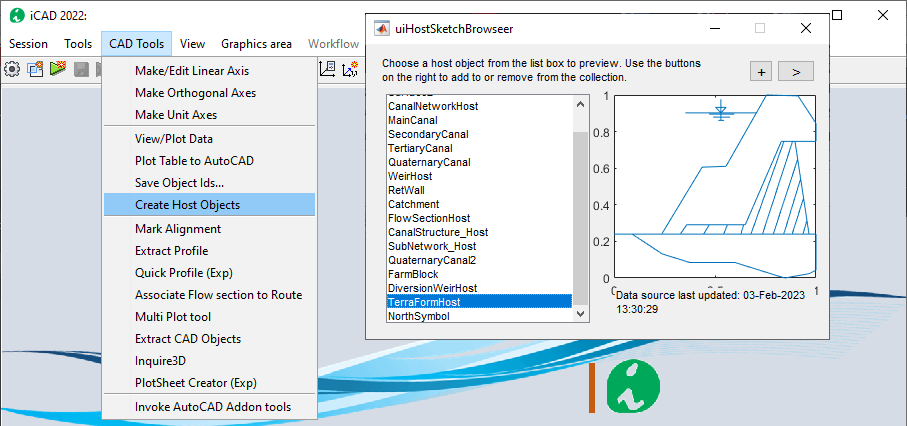 iCAD 2022:
Session Tools CAD Tools View Graphics area Workflow
Make/Edit Linear Axis
Make Orthogonal Axes
Make Unit Axes
View/Plot Data
Plot Table to AutoCAD
Save Object Ids...
Create Host Objects
Mark Alignment
Extract Profile
Quick Profile (Exp)
Associate Flow section to Route
Multi Plot tool
Extract CAD Objects
Inquire3D
PlotSheet Creator (Exp)
Invoke AutoCAD Addon tools
uiHostSketchBrowseer
Choose a host object from the list box to preview. Use the buttons
on the right to add to or remove from the collection.
+ >
CanalNetworkHost
MainCanal
SecondaryCanal
TertiaryCanal
QuaternaryCanal
WeirHost
RetWall
Catchment
FlowSectionHost
CanalStructure_Host
SubNetwork_Host
QuaternaryCanal2
FarmBlock
DiversionWeirHost
TerraFormHost
NorthSymbol
1
0.8
0.6
0.4
0.2
0
0 0.5 1
Data source last updated: 03-Feb-2023
13:30:29